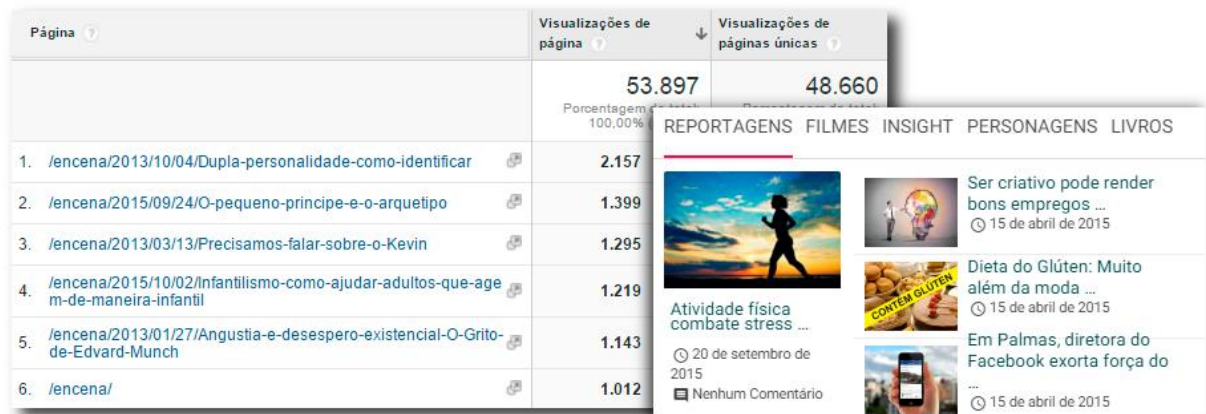 Página
Visualizações de
página
Visualizações de
páginas únicas
53.897
48.660
Porcentagem do total:
100,00%
1. /encena/2013/10/04/Dupla-personalidade-como-identificar
2.157
2. /encena/2015/09/24/O-pequeno-principe-e-o-arquetipo
1.399
3. /encena/2013/03/13/Precisamos-falar-sobre-o-Kevin
1.295
4. /encena/2015/10/02/Infantilismo-como-ajudar-adultos-que-age
m-de-maneira-infantil
1.219
5. /encena/2013/01/27/Angustia-e-desespero-existencial-O-Grito-
de-Edvard-Munch
1.143
6. /encena/
1.012
REPORTAGENS FILMES INSIGHT PERSONAGENS LIVROS
Atividade física
combate stress ...
20 de setembro de
2015
Nenhum Comentário
Ser criativo pode render
bons empregos ...
15 de abril de 2015
CONTÉM GLÚTEN
Dieta do Glúten: Muito
além da moda ...
15 de abril de 2015
Em Palmas, diretora do
Facebook exorta força do
...
15 de abril de 2015